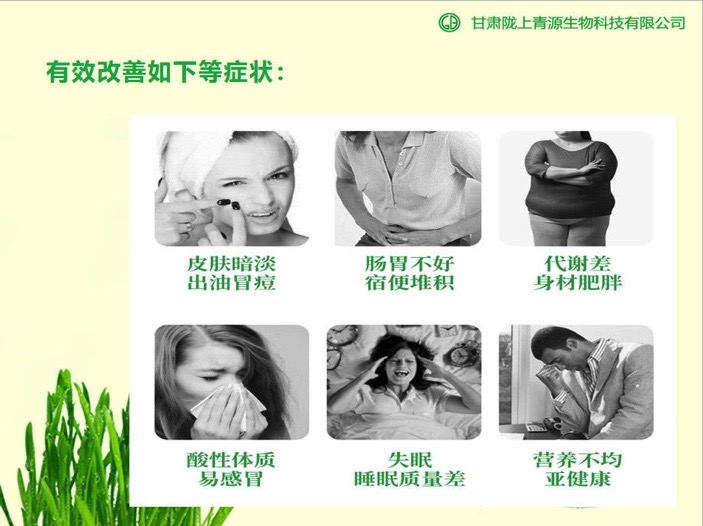 甘肃陇上青源生物科技有限公司
有效改善如下等症状：
皮肤暗淡
出油冒痘
肠胃不好
宿便堆积
代谢差
身材肥胖
酸性体质
易感冒
失眠
睡眠质量差
营养不均
亚健康